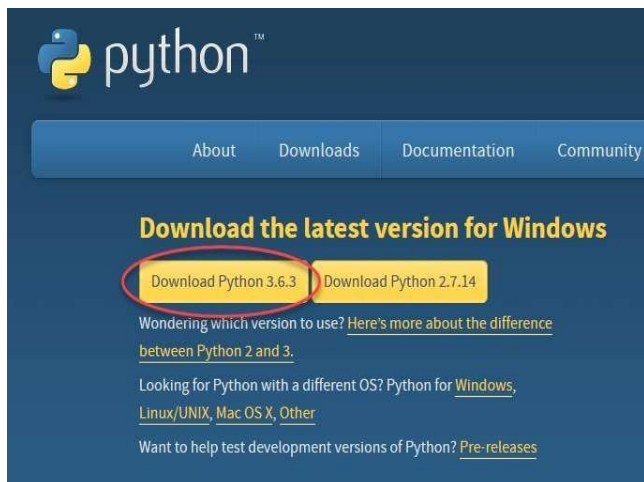 python™
About Downloads Documentation Community
Download the latest version for Windows
Download Python 3.6.3 Download Python 2.7.14
Wondering which version to use? Here's more about the difference
between Python 2 and 3.
Looking for Python with a different OS? Python for Windows,
Linux/UNIX, Mac OS X, Other
Want to help test development versions of Python? Pre-releases